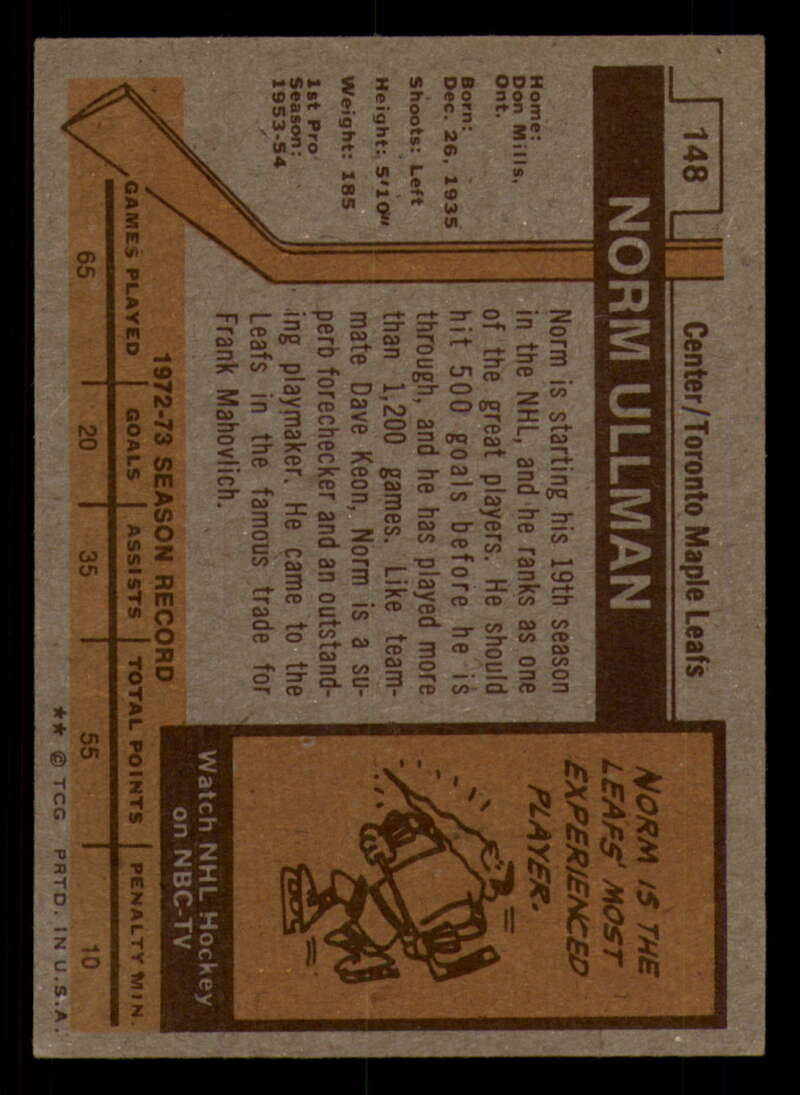 148
Center/Toronto Maple Leafs
NORM ULLMAN
Home:
Don Mills,
Ont.
Born:
Dec. 26, 1935
Shoots: Left
Height: 5'10"
Weight: 185
1st Pro
Season:
1953-54
Norm is starting his 19th season
in the NHL, and he ranks as one
of the great players. He should
hit 500 goals before he is
through, and he has played more
than 1,200 games. Like team-
mate Dave Keon, Norm is a su-
perb forechecker and an outstand-
ing playmaker. He came to the
Leafs in the famous trade for
Frank Mahovlich.
NORM IS THE
LEAFS' MOST
EXPERIENCED
PLAYER.
Watch NHL Hockey
on NBC-TV
1972-73 SEASON RECORD
GAMES PLAYED GOALS ASSISTS TOTAL POINTS PENALTY MIN.
65 20 35 55 10
** © TCG PRTD. IN U.S.A.